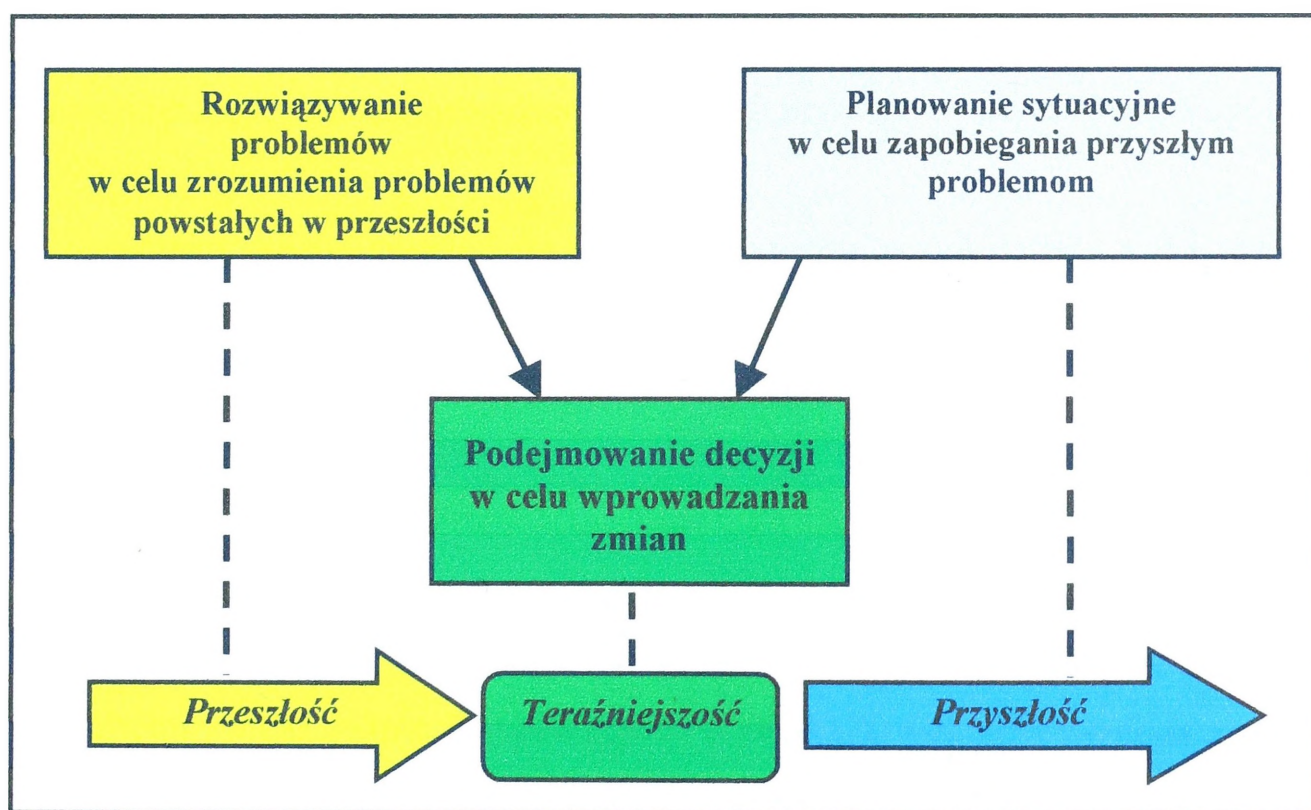 Rozwiązywanie
problemów
w celu zrozumienia problemów
powstałych w przeszłości
Planowanie sytuacyjne
w celu zapobiegania przyszłym
problemom
Podejmowanie decyzji
w celu wprowadzania
zmian
Przeszłość
Teraźniejszość
Przyszłość